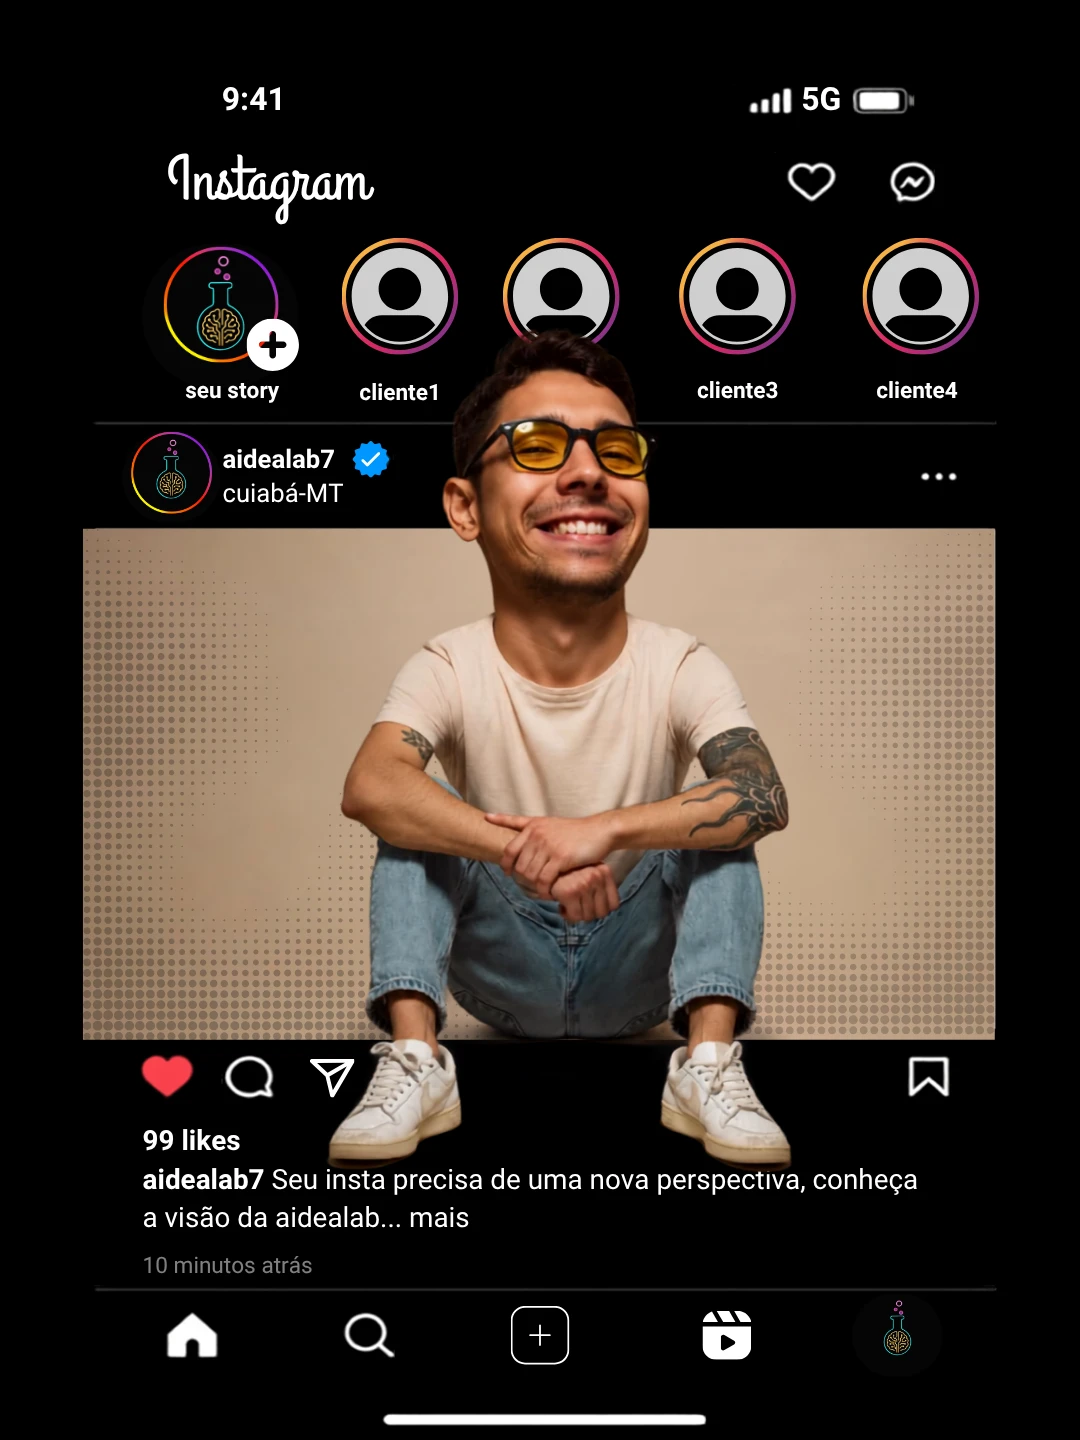 9:41
5G
Instagram
seu story
cliente1
cliente3
cliente4
aidealab7
cuiabá-MT
99 likes
aidealab7 Seu insta precisa de uma nova perspectiva, conheça
a visão da aidealab... mais
10 minutos atrás